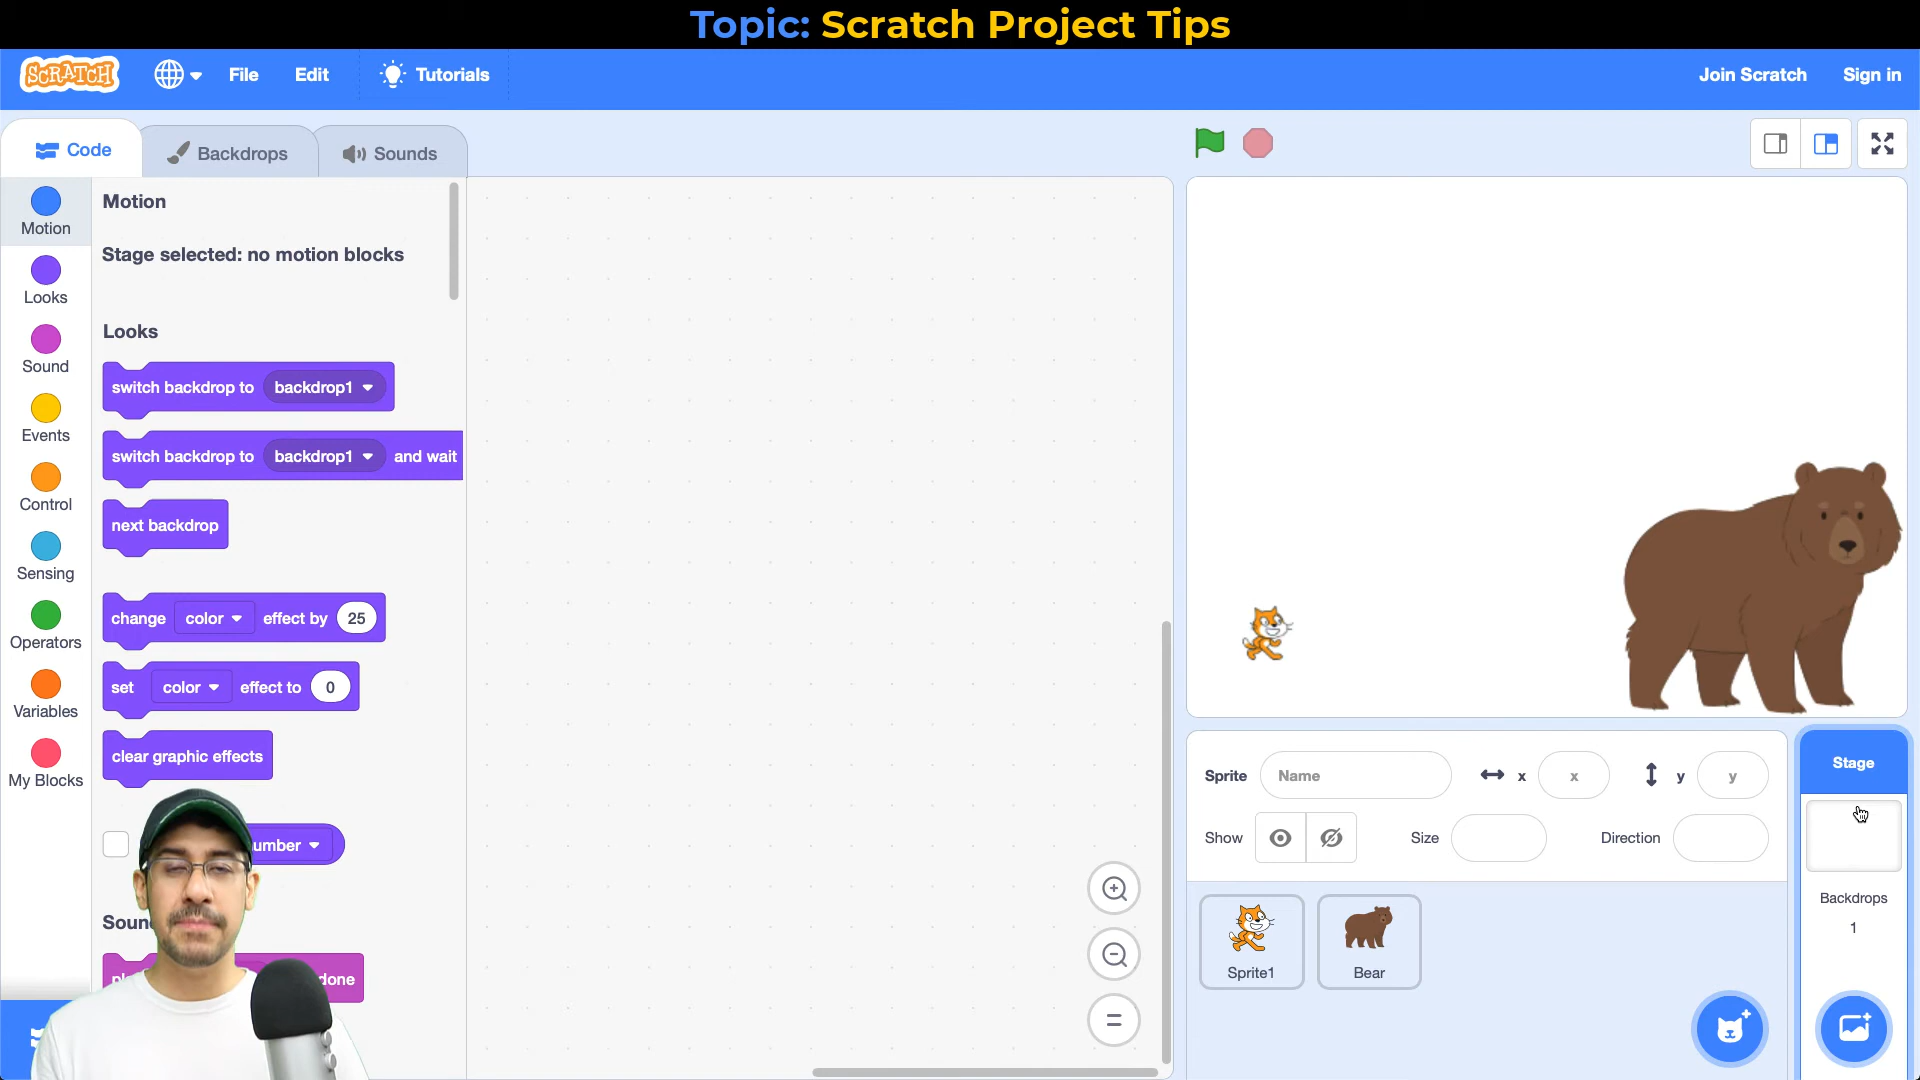 Topic: Scratch Project Tips
SCRATCH
File
Edit
Tutorials
Join Scratch
Sign in
Code
Backdrops
Sounds
Motion
Looks
Sound
Events
Control
Sensing
Operators
Variables
My Blocks
Motion
Stage selected: no motion blocks
Looks
switch backdrop to backdrop1
switch backdrop to backdrop1 and wait
next backdrop
change color effect by 25
set color effect to 0
clear graphic effects
umber
Soun
done
Sprite Name x x y y
Show Size Direction
Sprite1
Bear
Stage
Backdrops
1